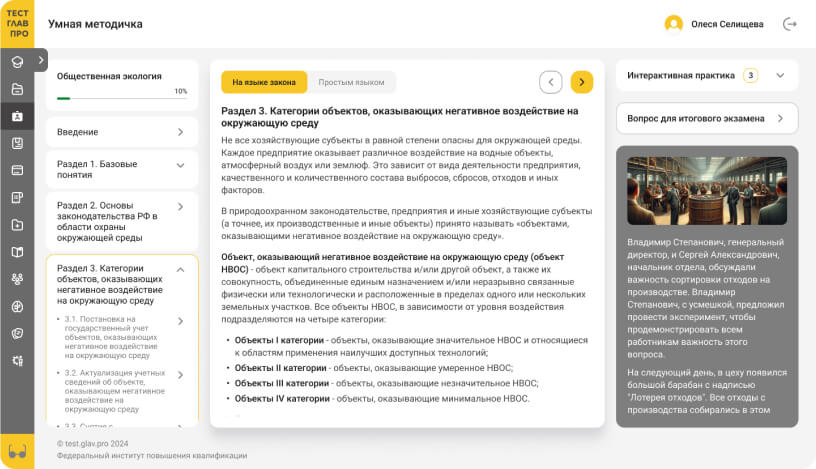 ТЕСТ
ГЛАВ
ПРО
Умная методичка
Олеся Селищева
Общественная экология
10%
Введение
Раздел 1. Базовые
понятия
Раздел 2. Основы
законодательства РФ в
области охраны
окружающей среды
Раздел 3. Категории
объектов, оказывающих
негативное воздействие
на окружающую среду
• 3.1. Постановка на
государственный учет
объектов, оказывающих
негативное воздействие
на окружающую среду
• 3.2. Актуализация учетных
сведений об объекте,
оказывающем негативное
воздействие на
окружающую среду
На языке закона
Простым языком
Раздел 3. Категории объектов, оказывающих негативное воздействие на
окружающую среду
Не все хозяйствующие субъекты в равной степени опасны для окружающей среды.
Каждое предприятие оказывает различное воздействие на водные объекты,
атмосферный воздух или землюф. Это зависит от вида деятельности предприятия,
качественного и количественного состава выбросов, сбросов, отходов и иных
факторов.
В природоохранном законодательстве, предприятия и иные хозяйствующие субъекты
(а точнее, их производственные и иные объекты) принято называть «объектами,
оказывающими негативное воздействие на окружающую среду».
Объект, оказывающий негативное воздействие на окружающую среду (объект
НВОС) - объект капитального строительства и/или другой объект, а также их
совокупность, объединенные единым назначением и/или неразрывно связанные
физически или технологически и расположенные в пределах одного или нескольких
земельных участков. Все объекты НВОС, в зависимости от уровня воздействия
подразделяются на четыре категории:
• Объекты I категории - объекты, оказывающие значительное НВОС и относящиеся
к областям применения наилучших доступных технологий;
• Объекты II категории - объекты, оказывающие умеренное НВОС;
• Объекты III категории - объекты, оказывающие незначительное НВОС;
• Объекты IV категории - объекты, оказывающие минимальное НВОС.
Интерактивная практика 3
Вопрос для итогового экзамена
Владимир Степанович, генеральный
директор, и Сергей Александрович,
начальник отдела, обсуждали
важность сортировки отходов на
производстве. Владимир
Степанович, с усмешкой, предложил
провести эксперимент, чтобы
продемонстрировать всем
работникам важность этого
вопроса.
На следующий день, в цеху появился
большой барабан с надписью
"Лотерея отходов". Все отходы с
производства собирались в этом
© test.glav.pro 2024
Федеральный институт повышения квалификации